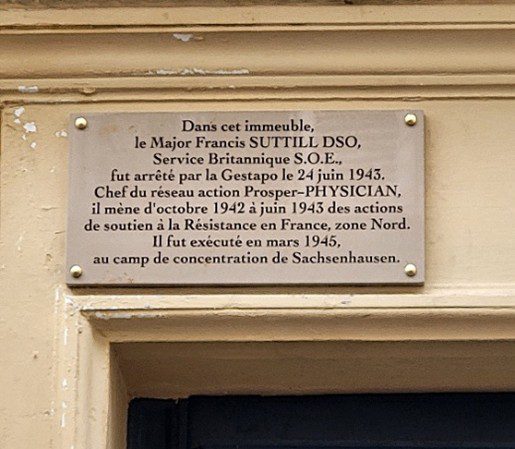 Dans cet immeuble,
le Major Francis SUTTILL DSO,
Service Britannique S.O.E.,
fut arrêté par la Gestapo le 24 juin 1943.
Chef du réseau action Prosper-PHYSICIAN,
il mène d'octobre 1942 à juin 1943 des actions
de soutien à la Résistance en France, zone Nord.
Il fut exécuté en mars 1945,
au camp de concentration de Sachsenhausen.